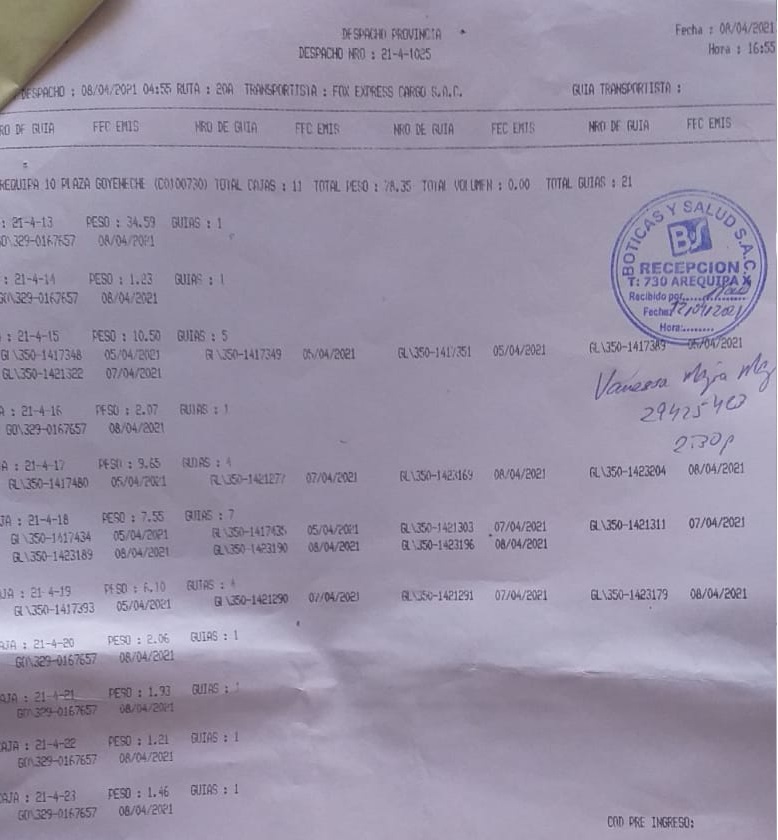 DESPACHO PROVINCIA
Fecha : 08/04/2021
DESPACHO NRO : 21-4-1025
Hora : 16:55
DESPACHO : 08/04/2021 04:55 RUTA : 20A TRANSPORTISTA : FOX EXPRESS CARGO S.A.C. GUIA TRANSPORTISTA :
RO DE GUIA FEC EMIS NRO DE GUIA FEC EMIS NRO DE GUIA FEC EMIS NRO DE GUIA FEC EMIS
REQUIPA 10 PLAZA GOYENECHE (C0100730) TOTAL CAJAS : 11 TOTAL PESO : 78.35 TOTAL VOLUMEN : 0.00 TOTAL GUIAS : 21
: 21-4-13 PESO : 34.59 GUIAS : 1
GO\329-0167657 08/04/2021
: 21-4-14 PESO : 1.23 GUIAS : 1
GO\329-0167657 08/04/2021
BOTICAS Y SALUD S.A.C.
BS
RECEPCION
T: 730 AREQUIPA X
Recibido por
Fecha: 12/04/2021
Hora:
: 21-4-15 PESO : 10.50 GUIAS : 5
GL\350-1417348 05/04/2021 GL\350-1417349 05/04/2021 GL\350-1417351 05/04/2021 GL\350-1417389 05/04/2021
GL\350-1421322 07/04/2021
Vanessa
2:30p
A : 21-4-16 PESO : 2.07 GUIAS : 1
GO\329-0167657 08/04/2021
A : 21-4-17 PESO : 9.65 GUIAS : 4
GL\350-1417480 05/04/2021 GL\350-1421277 07/04/2021 GL\350-1423169 08/04/2021 GL\350-1423204 08/04/2021
JA : 21-4-18 PESO : 7.55 GUIAS : 7
GL\350-1417434 05/04/2021 GL\350-1417435 05/04/2021 GL\350-1421303 07/04/2021 GL\350-1421311 07/04/2021
GL\350-1423189 08/04/2021 GL\350-1423190 08/04/2021 GL\350-1423196 08/04/2021
AJA : 21-4-19 PESO : 6.10 GUIAS : 4
GL\350-1417393 05/04/2021 GL\350-1421290 07/04/2021 GL\350-1421291 07/04/2021 GL\350-1423179 08/04/2021
AJA : 21-4-20 PESO : 2.06 GUIAS : 1
GO\329-0167657 08/04/2021
AJA : 21-4-21 PESO : 1.93 GUIAS : 1
GO\329-0167657 08/04/2021
CAJA : 21-4-22 PESO : 1.21 GUIAS : 1
GO\329-0167657 08/04/2021
CAJA : 21-4-23 PESO : 1.46 GUIAS : 1
GO\329-0167657 08/04/2021
COD PRE INGRESO: